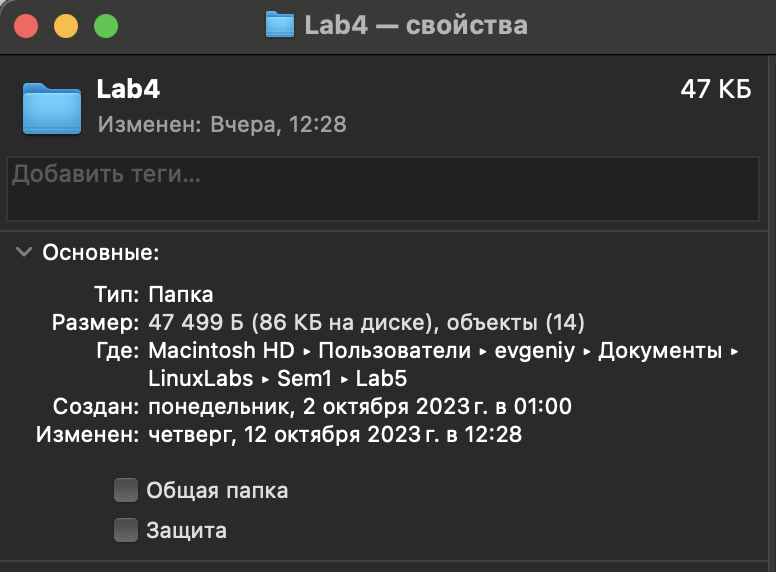 Lab4 — свойства
Lab4 47 КБ
Изменен: Вчера, 12:28
Добавить теги...
Основные:
Тип: Папка
Размер: 47 499 Б (86 КБ на диске), объекты (14)
Где: Macintosh HD ▸ Пользователи ▸ evgeniy ▸ Документы ▸
LinuxLabs ▸ Sem1 ▸ Lab5
Создан: понедельник, 2 октября 2023 г. в 01:00
Изменен: четверг, 12 октября 2023 г. в 12:28
Общая папка
Защита